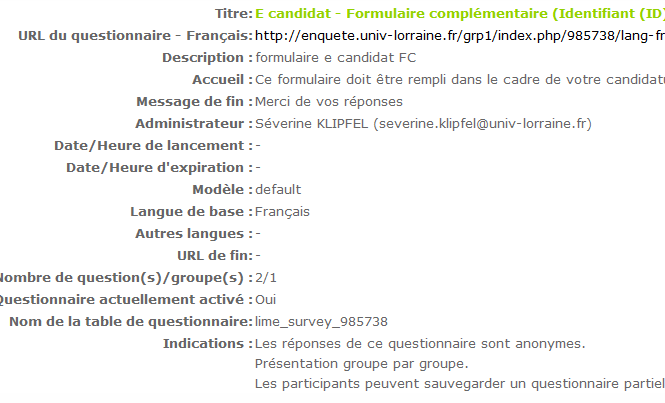 Titre: E candidat - Formulaire complémentaire (Identifiant (ID)
URL du questionnaire - Français: http://enquete.univ-lorraine.fr/grp1/index.php/985738/lang-fr
Description : formulaire e candidat FC
Accueil : Ce formulaire doit être rempli dans le cadre de votre candidatu
Message de fin : Merci de vos réponses
Administrateur : Séverine KLIPFEL (severine.klipfel@univ-lorraine.fr)
Date/Heure de lancement : -
Date/Heure d'expiration : -
Modèle : default
Langue de base : Français
Autres langues : -
URL de fin: -
Nombre de question(s)/groupe(s) : 2/1
Questionnaire actuellement activé : Oui
Nom de la table de questionnaire: lime_survey_985738
Indications : Les réponses de ce questionnaire sont anonymes.
Présentation groupe par groupe.
Les participants peuvent sauvegarder un questionnaire partiel